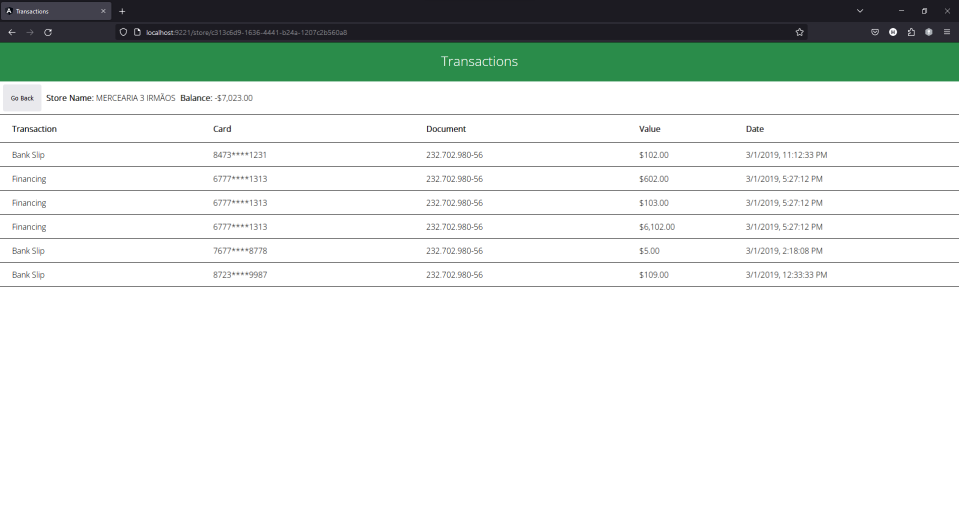 Transactions
localhost:9221/store/c313c6d9-1636-4441-b24a-1207c2b560a8
Transactions
Go Back Store Name: MERCEARIA 3 IRMÃOS Balance: -$7,023.00
Transaction Card Document Value Date
Bank Slip 8473****1231 232.702.980-56 $102.00 3/1/2019, 11:12:33 PM
Financing 6777****1313 232.702.980-56 $602.00 3/1/2019, 5:27:12 PM
Financing 6777****1313 232.702.980-56 $103.00 3/1/2019, 5:27:12 PM
Financing 6777****1313 232.702.980-56 $6,102.00 3/1/2019, 5:27:12 PM
Bank Slip 7677****8778 232.702.980-56 $5.00 3/1/2019, 2:18:08 PM
Bank Slip 8723****9987 232.702.980-56 $109.00 3/1/2019, 12:33:33 PM